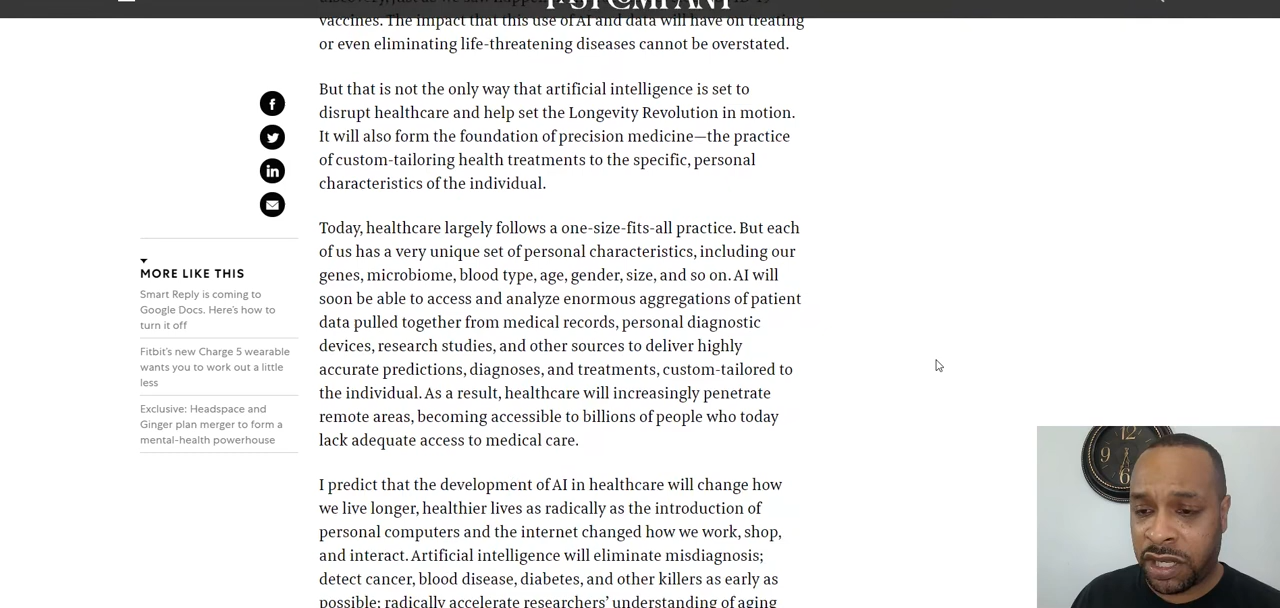 FAST COMPANY
vaccines. The impact that this use of AI and data will have on treating
or even eliminating life-threatening diseases cannot be overstated.
But that is not the only way that artificial intelligence is set to
disrupt healthcare and help set the Longevity Revolution in motion.
It will also form the foundation of precision medicine—the practice
of custom-tailoring health treatments to the specific, personal
characteristics of the individual.
Today, healthcare largely follows a one-size-fits-all practice. But each
of us has a very unique set of personal characteristics, including our
genes, microbiome, blood type, age, gender, size, and so on. AI will
soon be able to access and analyze enormous aggregations of patient
data pulled together from medical records, personal diagnostic
devices, research studies, and other sources to deliver highly
accurate predictions, diagnoses, and treatments, custom-tailored to
the individual. As a result, healthcare will increasingly penetrate
remote areas, becoming accessible to billions of people who today
lack adequate access to medical care.
I predict that the development of AI in healthcare will change how
we live longer, healthier lives as radically as the introduction of
personal computers and the internet changed how we work, shop,
and interact. Artificial intelligence will eliminate misdiagnosis;
detect cancer, blood disease, diabetes, and other killers as early as
possible; radically accelerate researchers’ understanding of aging
MORE LIKE THIS
Smart Reply is coming to
Google Docs. Here's how to
turn it off
Fitbit's new Charge 5 wearable
wants you to work out a little
less
Exclusive: Headspace and
Ginger plan merger to form a
mental-health powerhouse
12
9
6